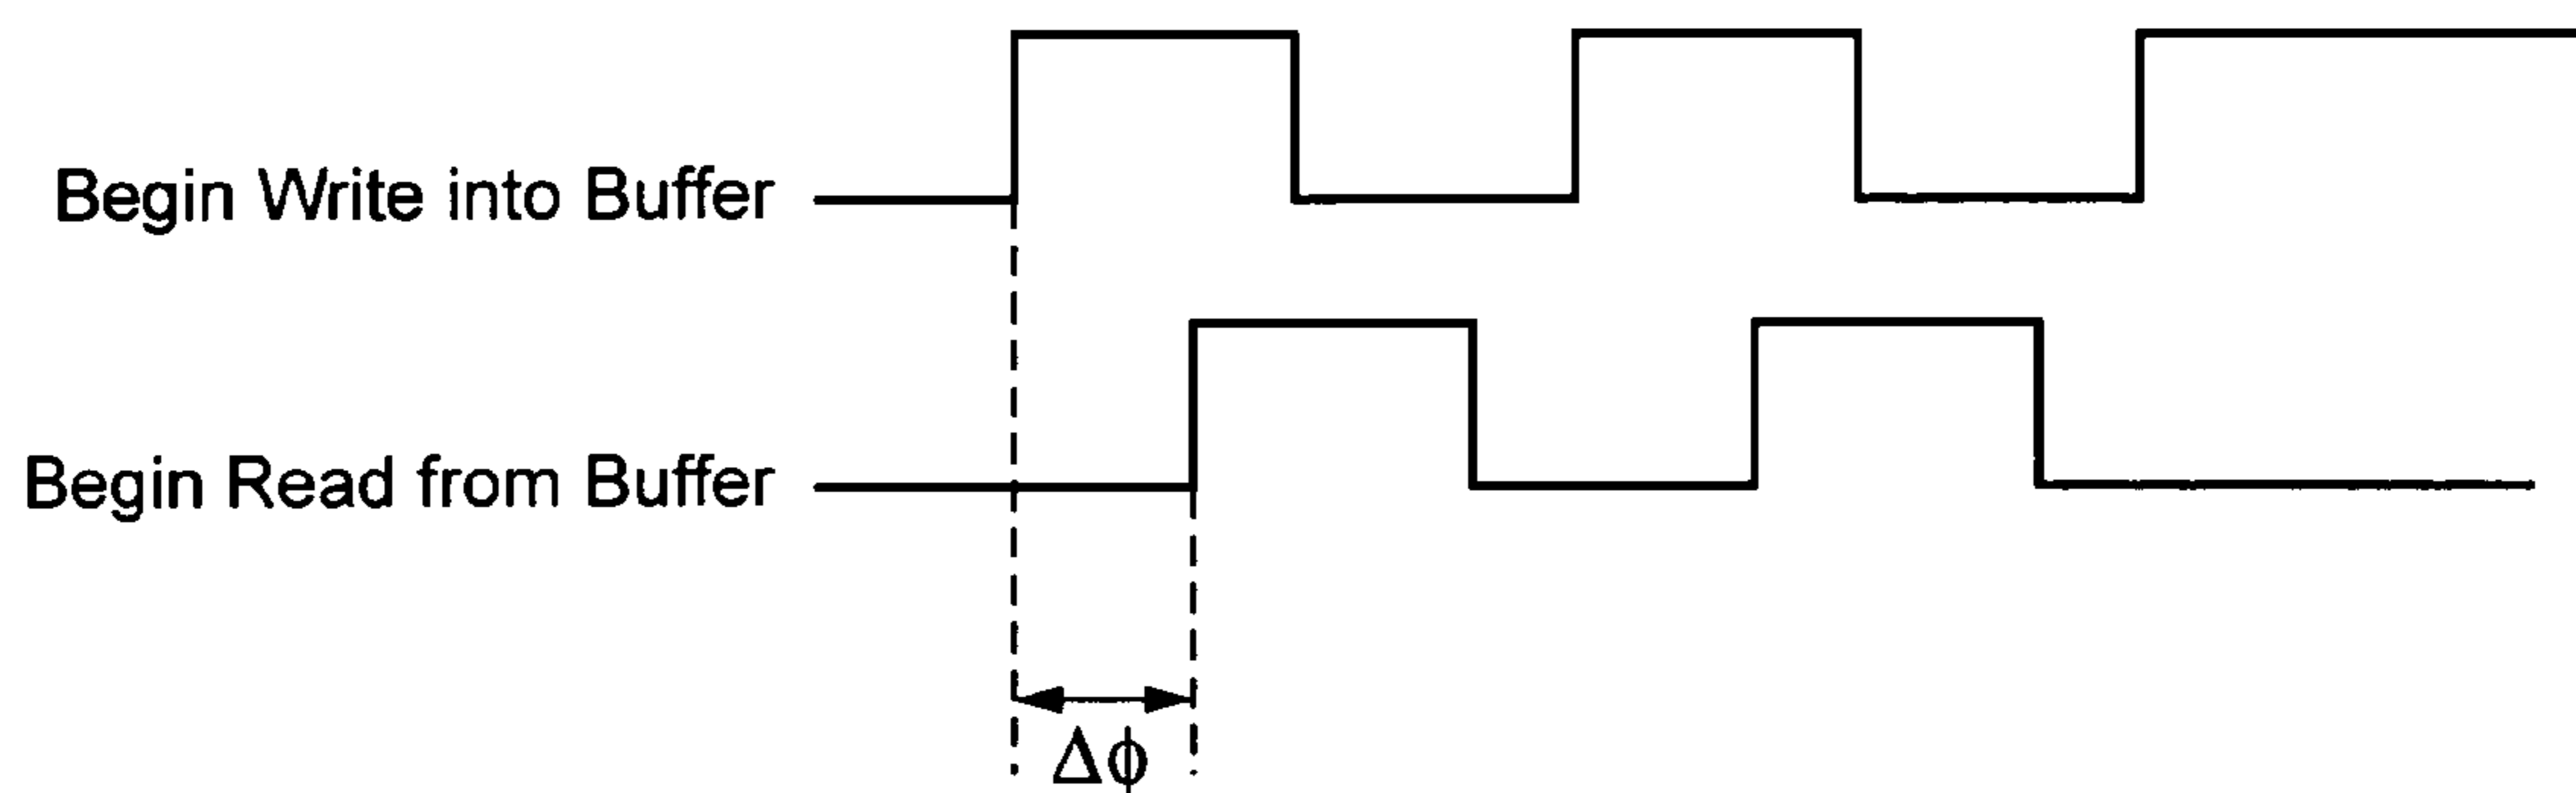 Begin Write into Buffer
Begin Read from Buffer
Δϕ